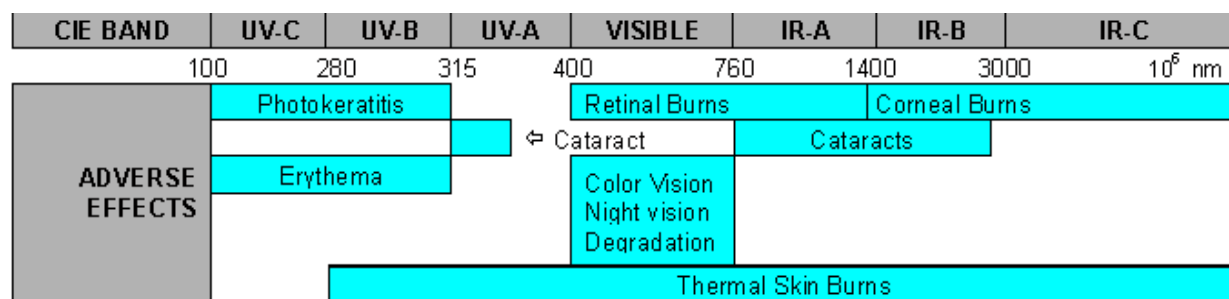 CIE BAND UV-C UV-B UV-A VISIBLE IR-A IR-B IR-C
100 280 315 400 760 1400 3000 10⁶ nm
Photokeratitis Retinal Burns Corneal Burns
⇦ Cataract Cataracts
ADVERSE EFFECTS
Erythema
Color Vision
Night vision
Degradation
Thermal Skin Burns